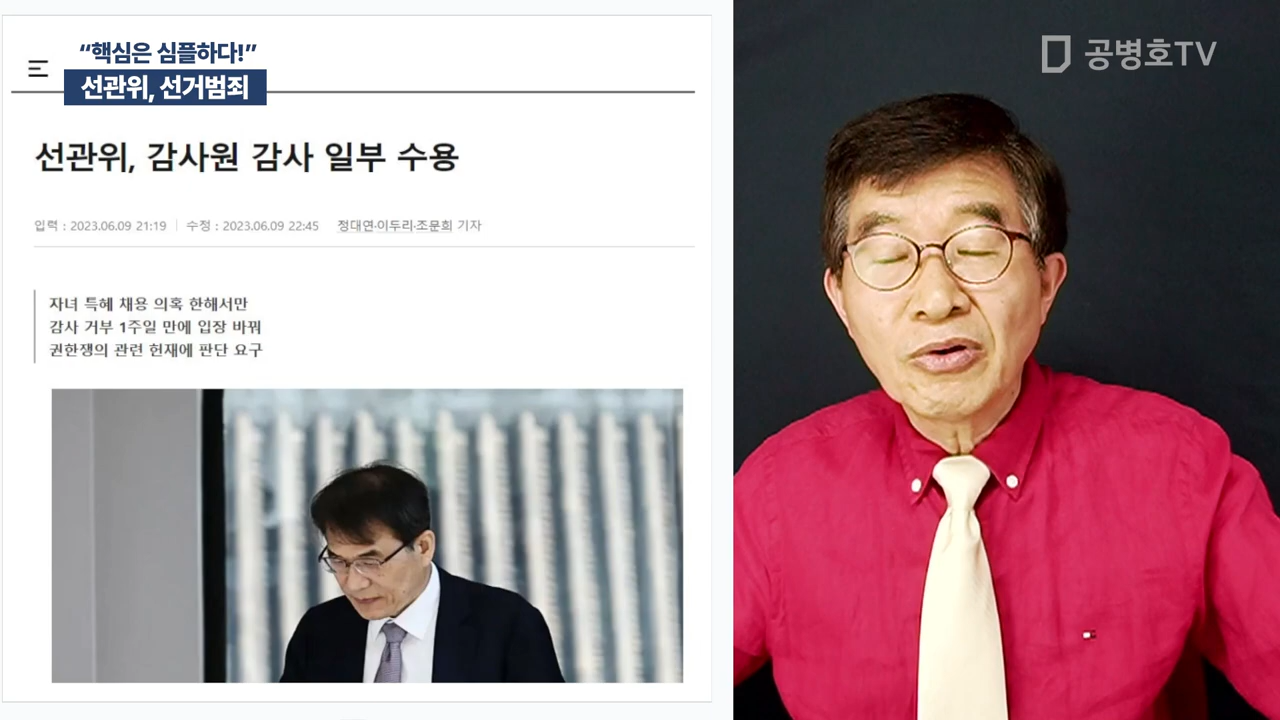 “핵심은 심플하다!”
선관위, 선거범죄
공병호TV
선관위, 감사원 감사 일부 수용
입력 : 2023.06.09 21:19 수정 : 2023.06.09 22:45 정대연·이두리·조문희 기자
자녀 특혜 채용 의혹 한해서만
감사 거부 1주일 만에 입장 바꿔
권한쟁의 관련 헌재에 판단 요구